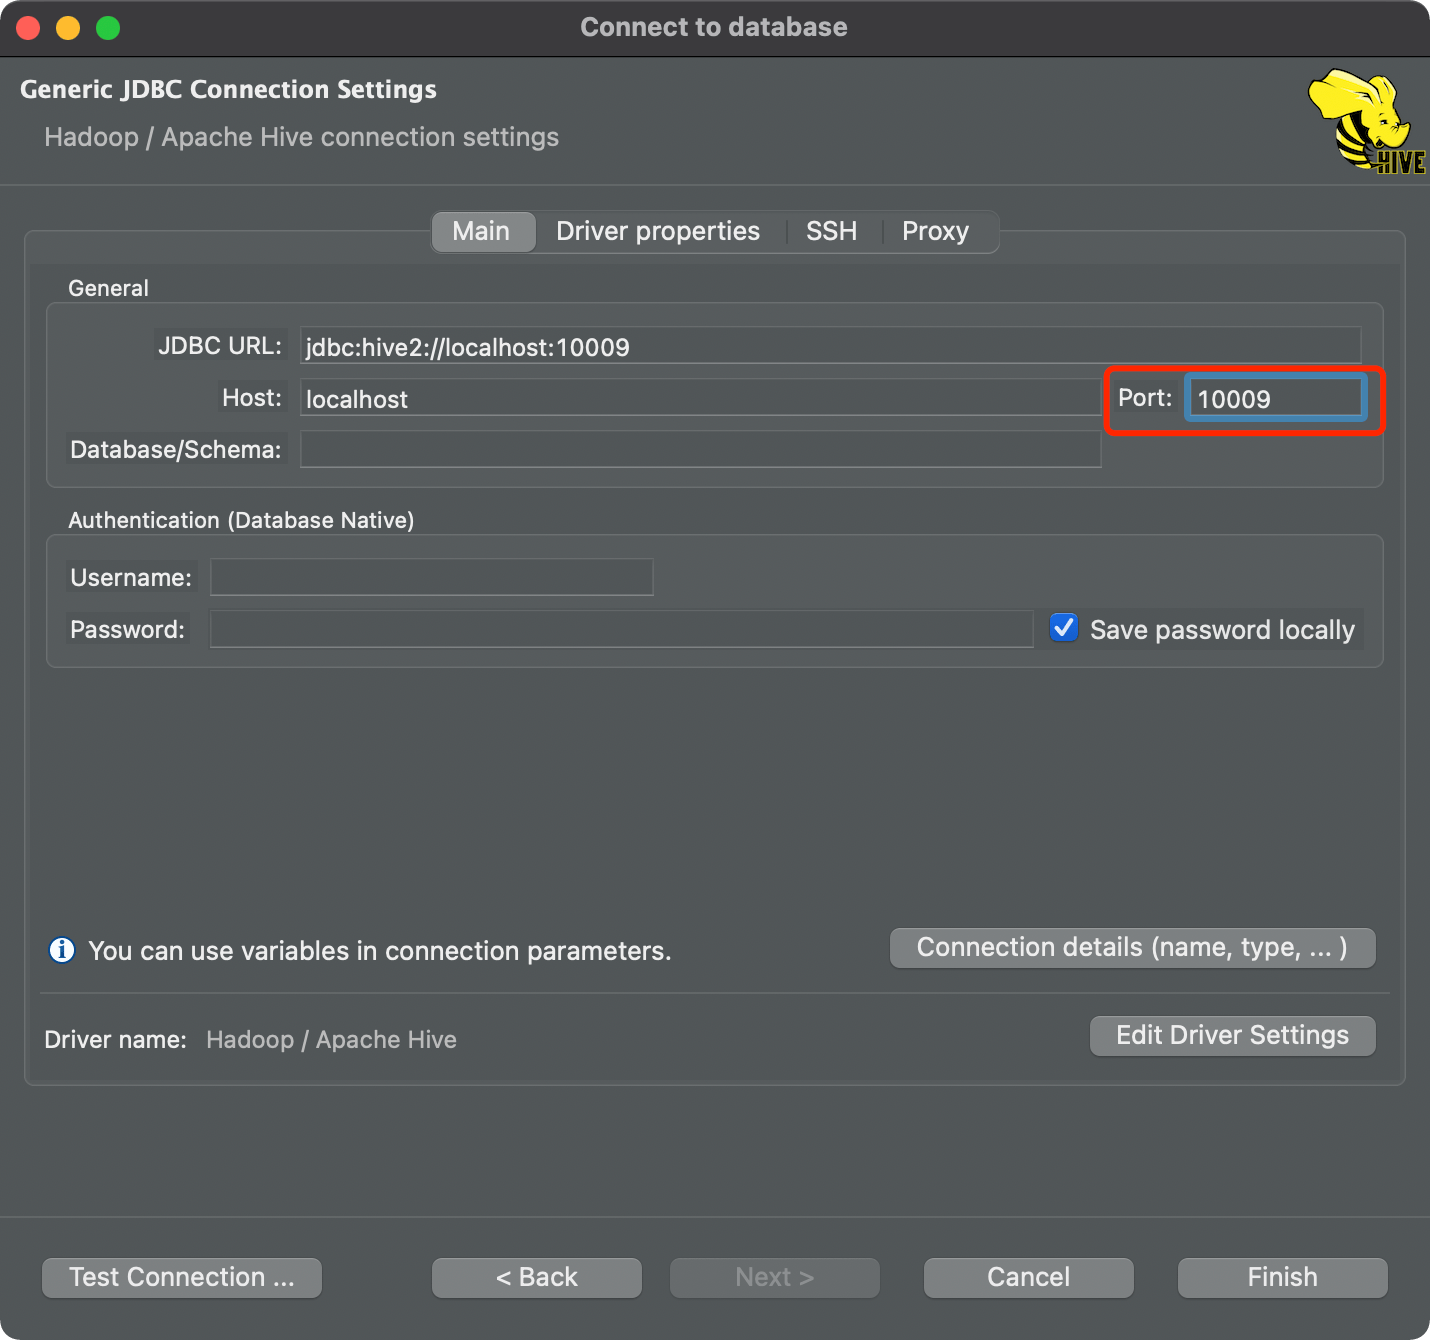 Connect to database
Generic JDBC Connection Settings
Hadoop / Apache Hive connection settings
HIVE
Main Driver properties SSH Proxy
General
JDBC URL: jdbc:hive2://localhost:10009
Host: localhost Port: 10009
Database/Schema:
Authentication (Database Native)
Username:
Password: Save password locally
You can use variables in connection parameters. Connection details (name, type, ... )
Driver name: Hadoop / Apache Hive Edit Driver Settings
Test Connection ... < Back Next > Cancel Finish